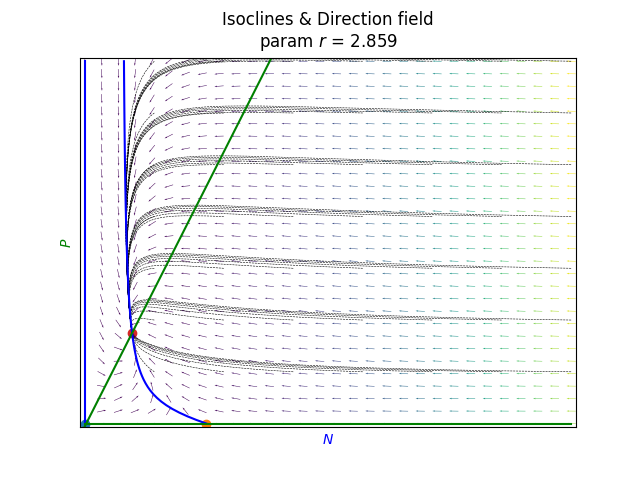 Isoclines & Direction field
param r = 2.859
P
N